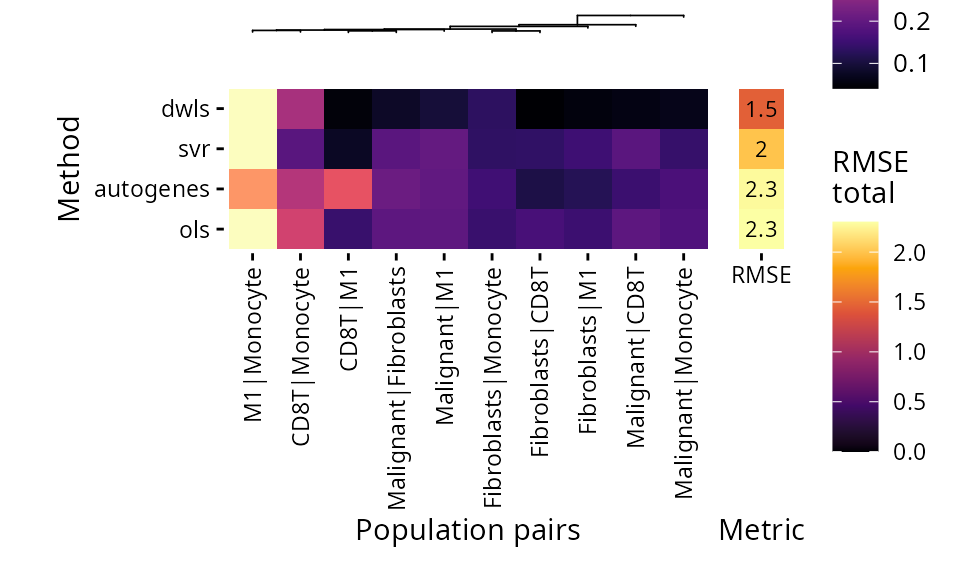 0.2
0.1
Method
dwls
svr
autogenes
ols
1.5
2
2.3
2.3
RMSE
M1|Monocyte
CD8T|Monocyte
CD8T|M1
Malignant|Fibroblasts
Malignant|M1
Fibroblasts|Monocyte
Fibroblasts|CD8T
Fibroblasts|M1
Malignant|CD8T
Malignant|Monocyte
Population pairs
Metric
RMSE
total
2.0
1.5
1.0
0.5
0.0